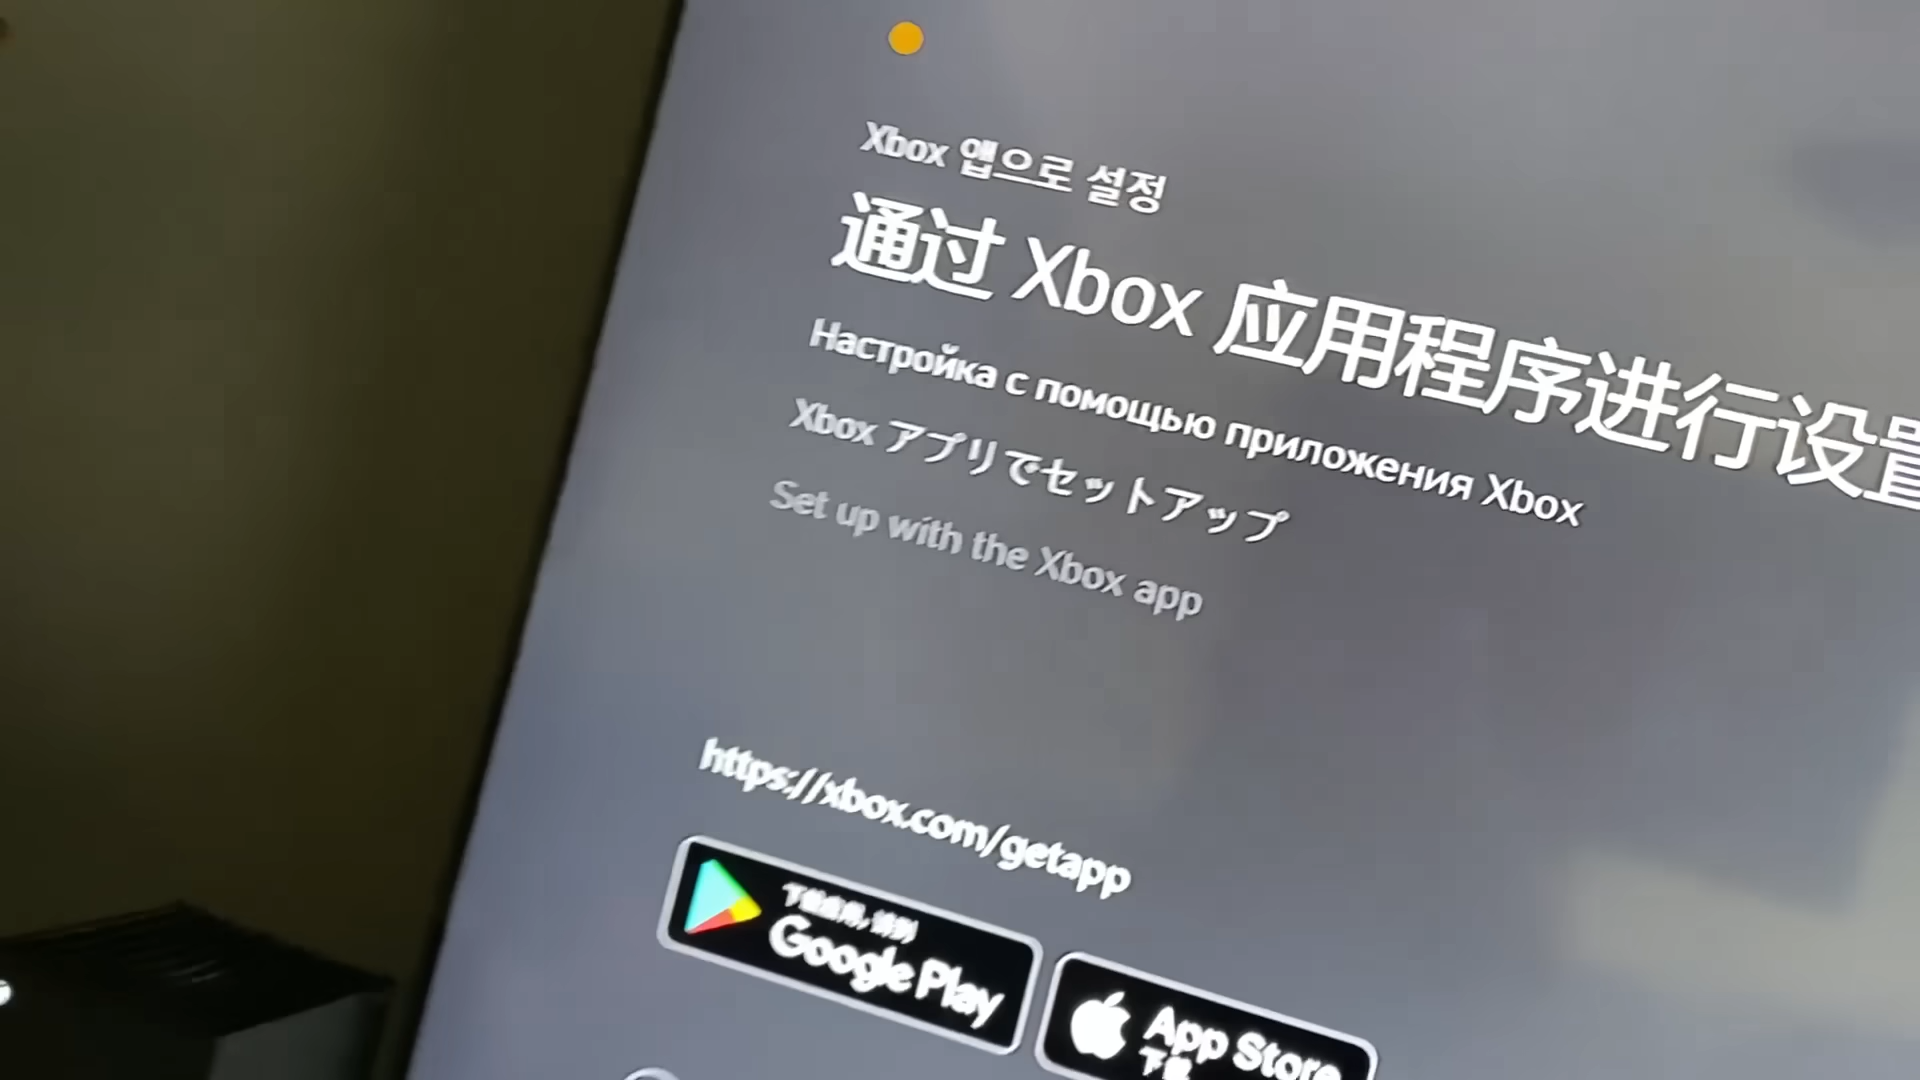 Xbox 앱으로 설정
通过 Xbox 应用程序进行设置
Настройка с помощью приложения Xbox
Xbox アプリでセットアップ
Set up with the Xbox app
https://xbox.com/getapp
Google Play
App Store
下载